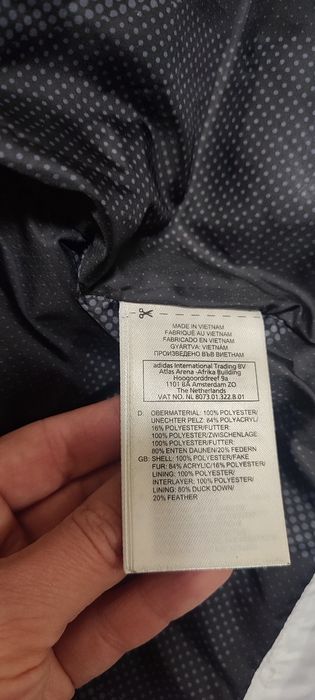 MADE IN VIETNAM
FABRIQUÉ AU VIETNAM
FABRICADO EN VIETNAM
GYÁRTVA: VIETNAM
ПРОИЗВЕДЕНО ВЪВ ВИЕТНАМ
adidas International Trading BV
Atlas Arena -Afrika Building
Hoogoorddreef 9a
1101 BA Amsterdam ZO
The Netherlands
VAT NO. NL 8073.01.322.B.01
D: OBERMATERIAL: 100% POLYESTER/
UNECHTER PELZ: 84% POLYACRYL/
16% POLYESTER/FUTTER:
100% POLYESTER/ZWISCHENLAGE:
100% POLYESTER/FUTTER:
80% ENTEN DAUNEN/20% FEDERN
GB: SHELL: 100% POLYESTER/FAKE
FUR: 84% ACRYLIC/16% POLYESTER/
LINING: 100% POLYESTER/
INTERLAYER: 100% POLYESTER/
LINING: 80% DUCK DOWN/
20% FEATHER